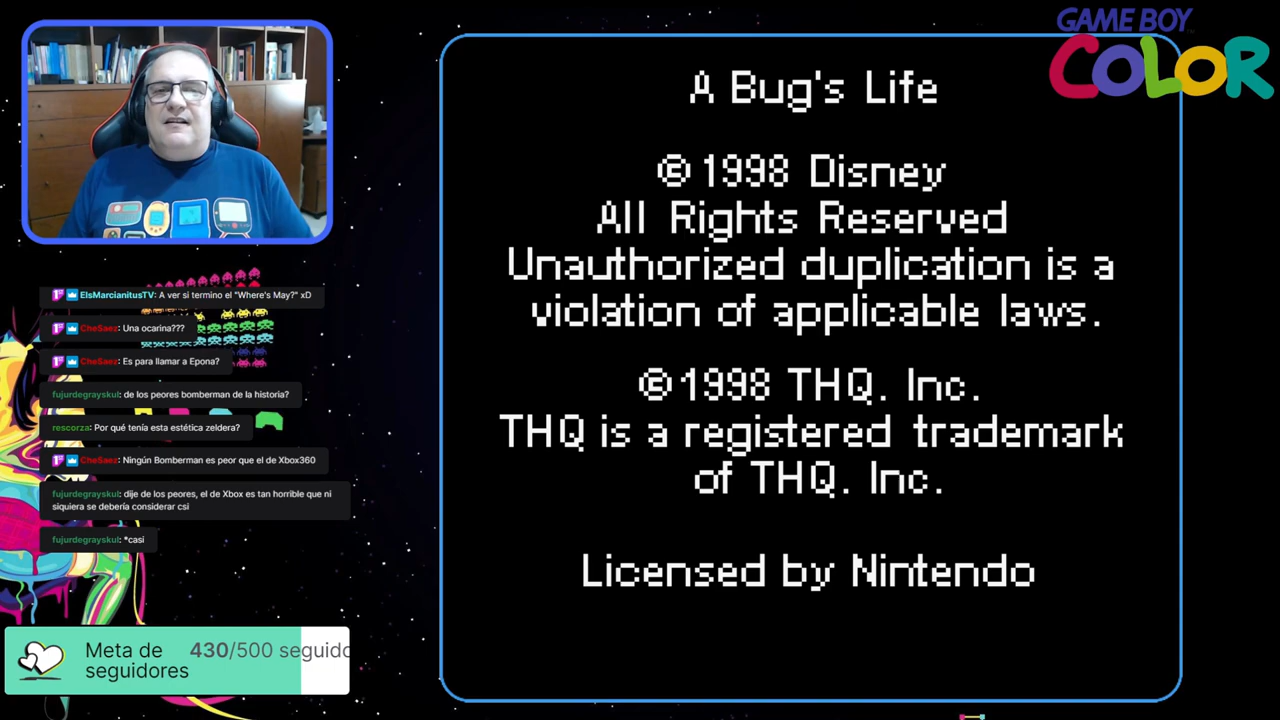 GAME BOY
COLOR
A Bug's Life
©1998 Disney
All Rights Reserved
Unauthorized duplication is a
violation of applicable laws.
©1998 THQ. Inc.
THQ is a registered trademark
of THQ. Inc.
Licensed by Nintendo
ElsMarcianitusTV: A ver si termino el "Where's May?" xD
CheSaez: Una ocarina???
CheSaez: Es para llamar a Epona?
fujurdegrayskul: de los peores bomberman de la historia?
rescorza: Por qué tenía esta estética zeldera?
CheSaez: Ningún Bomberman es peor que el de Xbox360
fujurdegrayskul: dije de los peores, el de Xbox es tan horrible que ni
siquiera se debería considerar csi
fujurdegrayskul: *casi
Meta de 430/500 seguido
seguidores